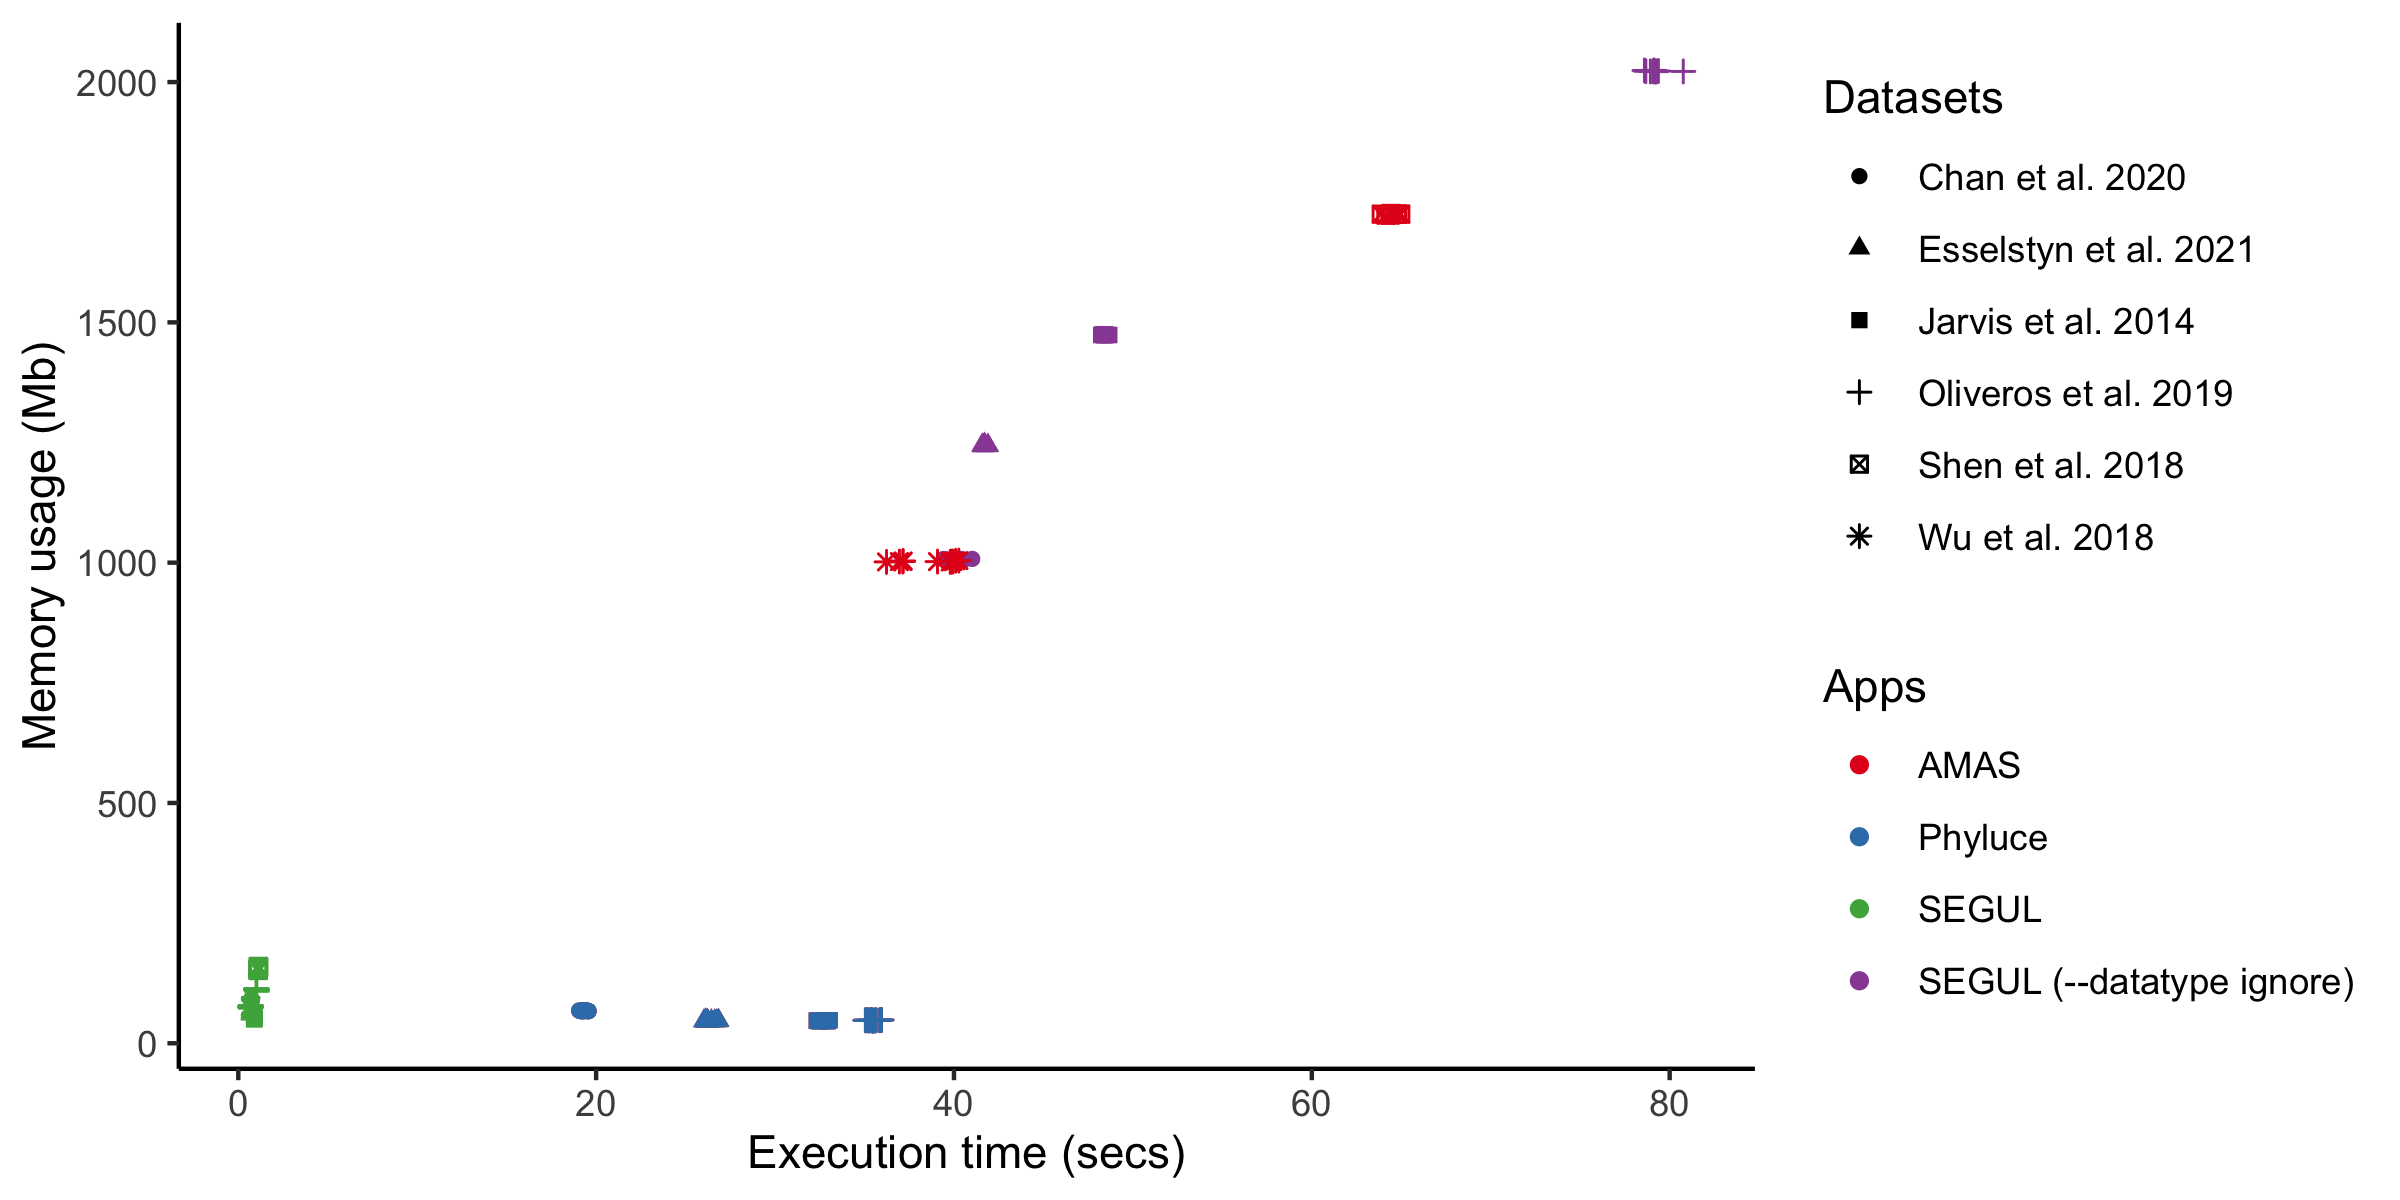 2000
1500
1000
500
0
Memory usage (Mb)
0 20 40 60 80
Execution time (secs)
Datasets
Chan et al. 2020
Esselstyn et al. 2021
Jarvis et al. 2014
Oliveros et al. 2019
Shen et al. 2018
Wu et al. 2018
Apps
AMAS
Phyluce
SEGUL
SEGUL (--datatype ignore)